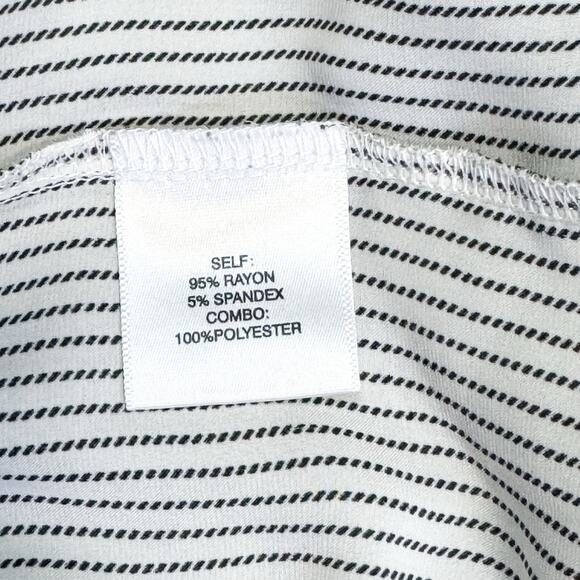 SELF:
95% RAYON
5% SPANDEX
COMBO:
100%POLYESTER